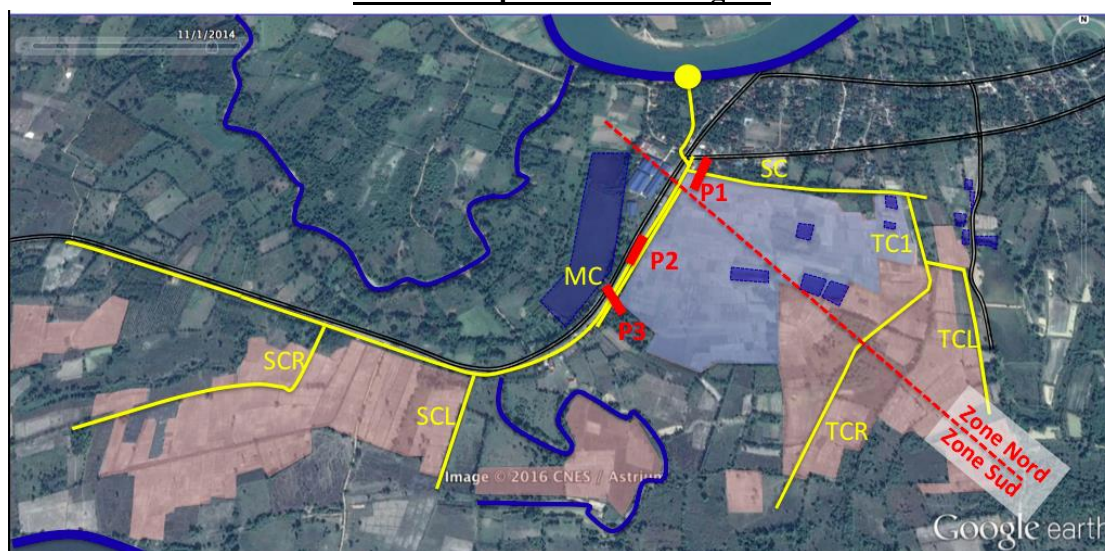 11/1/2014
N
SC
P1
TC1
P2
MC
P3
TCL
SCR
SCL
TCR
Zone Nord
Zone Sud
Image © 2016 CNES / Astrium
Google earth